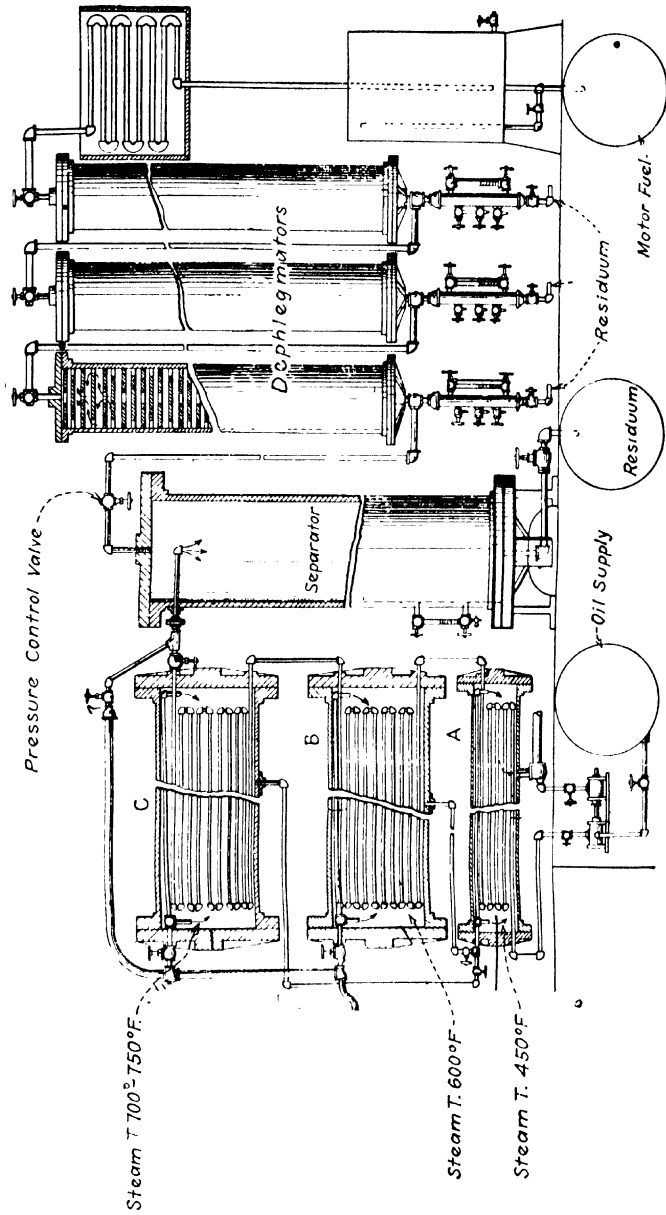 Pressure Control Valve
C
B
A
Separator
Dephlegmators
Steam T 700°-750°F.
Steam T. 600°F
Steam T. 450°F
Oil Supply
Residuum
Residuum
Motor Fuel